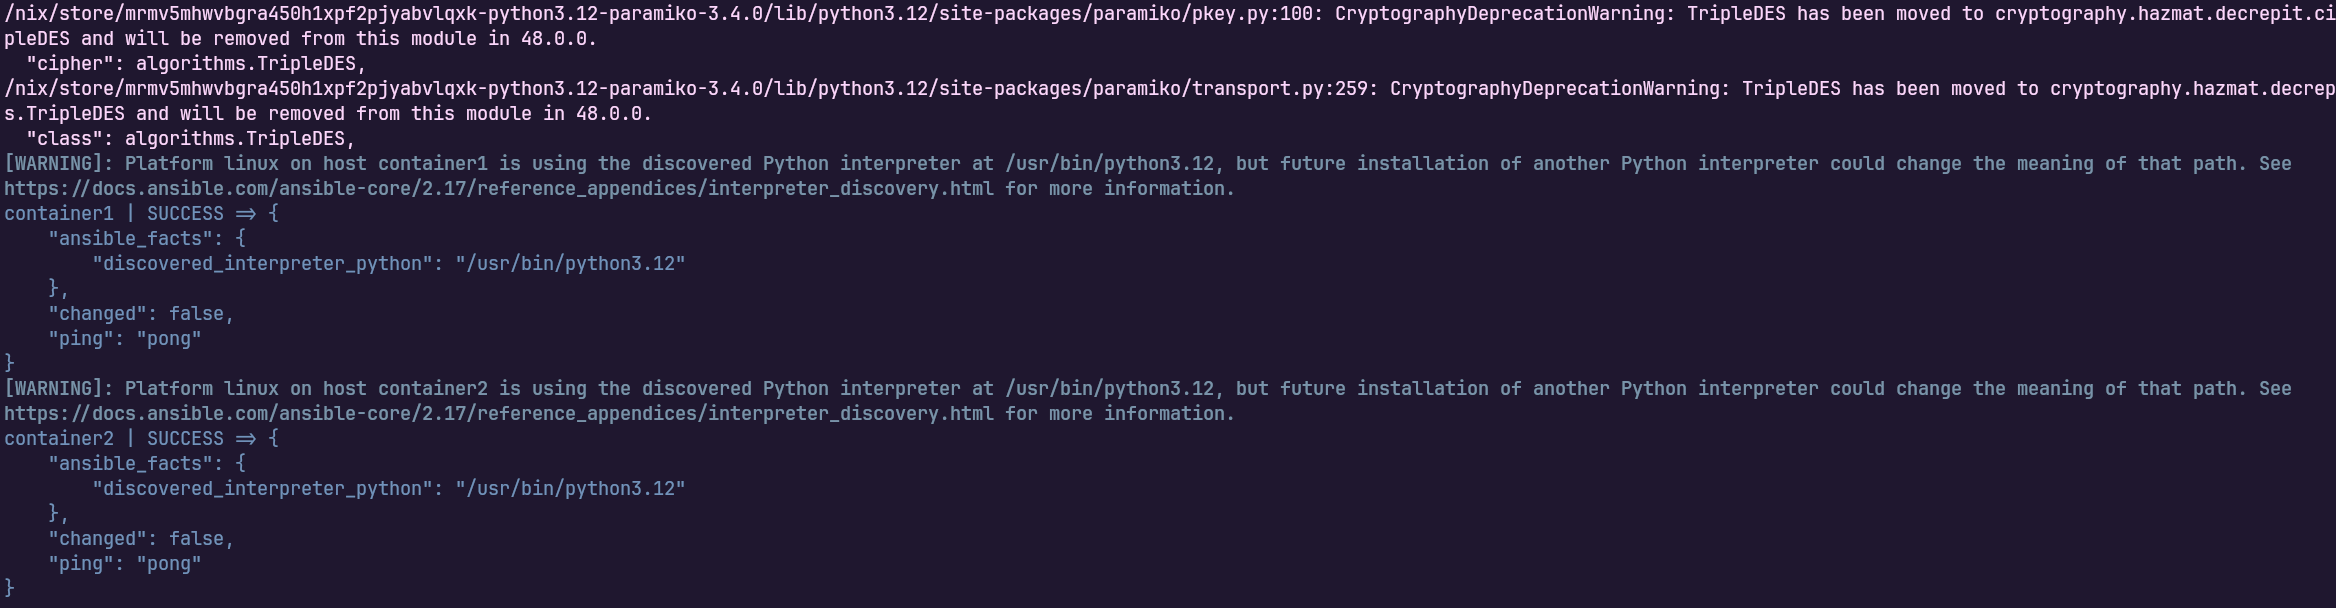 /nix/store/mrmv5mhwvbgra450h1xpf2pjyabvlqxk-python3.12-paramiko-3.4.0/lib/python3.12/site-packages/paramiko/pkey.py:100: CryptographyDeprecationWarning: TripleDES has been moved to cryptography.hazmat.decrepit.ci
pleDES and will be removed from this module in 48.0.0.
  "cipher": algorithms.TripleDES,
/nix/store/mrmv5mhwvbgra450h1xpf2pjyabvlqxk-python3.12-paramiko-3.4.0/lib/python3.12/site-packages/paramiko/transport.py:259: CryptographyDeprecationWarning: TripleDES has been moved to cryptography.hazmat.decrep
s.TripleDES and will be removed from this module in 48.0.0.
  "class": algorithms.TripleDES,
[WARNING]: Platform linux on host container1 is using the discovered Python interpreter at /usr/bin/python3.12, but future installation of another Python interpreter could change the meaning of that path. See
https://docs.ansible.com/ansible-core/2.17/reference_appendices/interpreter_discovery.html for more information.
container1 | SUCCESS => {
    "ansible_facts": {
        "discovered_interpreter_python": "/usr/bin/python3.12"
    },
    "changed": false,
    "ping": "pong"
}
[WARNING]: Platform linux on host container2 is using the discovered Python interpreter at /usr/bin/python3.12, but future installation of another Python interpreter could change the meaning of that path. See
https://docs.ansible.com/ansible-core/2.17/reference_appendices/interpreter_discovery.html for more information.
container2 | SUCCESS => {
    "ansible_facts": {
        "discovered_interpreter_python": "/usr/bin/python3.12"
    },
    "changed": false,
    "ping": "pong"
}